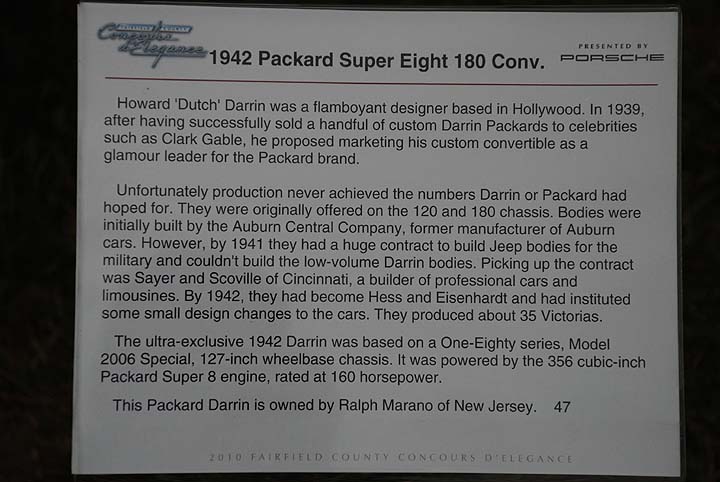 FAIRFIELD COUNTY
Concours
d'Elegance
1942 Packard Super Eight 180 Conv.
PRESENTED BY
PORSCHE
Howard 'Dutch' Darrin was a flamboyant designer based in Hollywood. In 1939,
after having successfully sold a handful of custom Darrin Packards to celebrities
such as Clark Gable, he proposed marketing his custom convertible as a
glamour leader for the Packard brand.
Unfortunately production never achieved the numbers Darrin or Packard had
hoped for. They were originally offered on the 120 and 180 chassis. Bodies were
initially built by the Auburn Central Company, former manufacturer of Auburn
cars. However, by 1941 they had a huge contract to build Jeep bodies for the
military and couldn't build the low-volume Darrin bodies. Picking up the contract
was Sayer and Scoville of Cincinnati, a builder of professional cars and
limousines. By 1942, they had become Hess and Eisenhardt and had instituted
some small design changes to the cars. They produced about 35 Victorias.
The ultra-exclusive 1942 Darrin was based on a One-Eighty series, Model
2006 Special, 127-inch wheelbase chassis. It was powered by the 356 cubic-inch
Packard Super 8 engine, rated at 160 horsepower.
This Packard Darrin is owned by Ralph Marano of New Jersey. 47
2010 FAIRFIELD COUNTY CONCOURS D'ELEGANCE